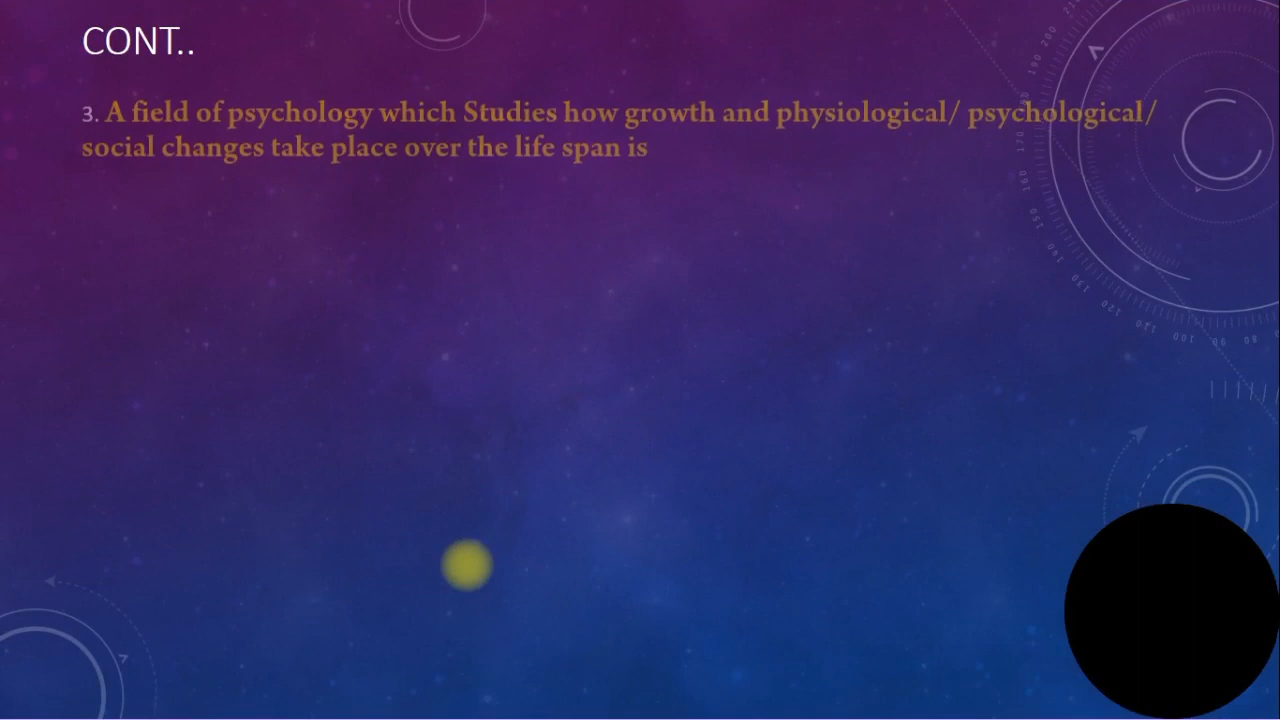 CONT..
3. A field of psychology which Studies how growth and physiological/ psychological/
social changes take place over the life span is